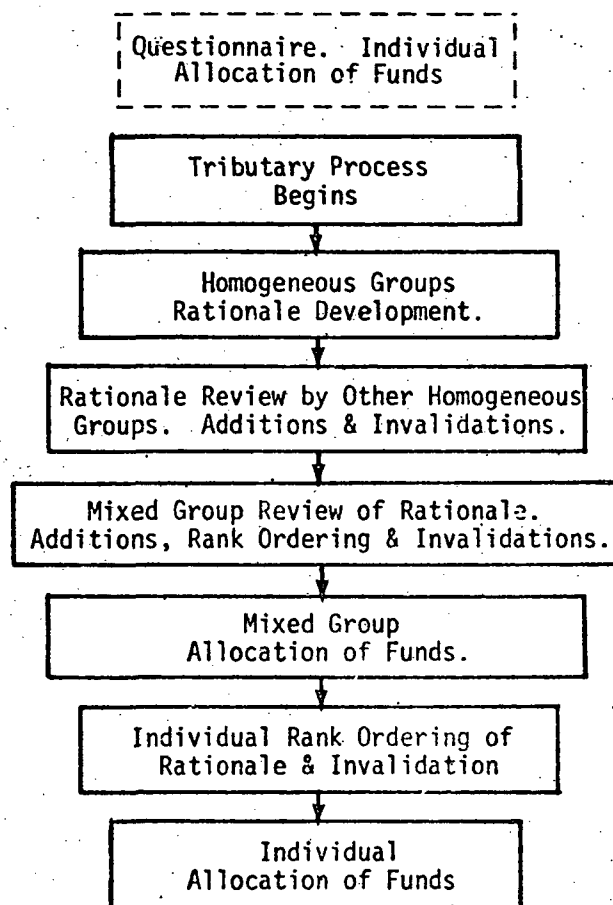 Questionnaire. Individual
Allocation of Funds
Tributary Process
Begins
Homogeneous Groups
Rationale Development.
Rationale Review by Other Homogeneous
Groups. Additions & Invalidations.
Mixed Group Review of Rationale.
Additions, Rank Ordering & Invalidations.
Mixed Group
Allocation of Funds.
Individual Rank Ordering of
Rationale & Invalidation
Individual
Allocation of Funds